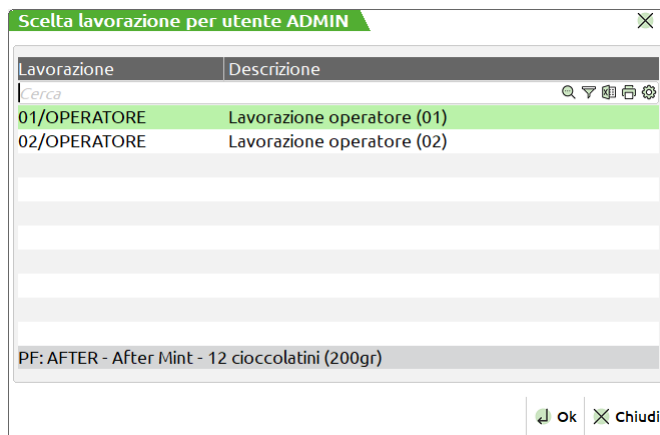 Scelta lavorazione per utente ADMIN
Lavorazione Descrizione
Cerca
01/OPERATORE Lavorazione operatore (01)
02/OPERATORE Lavorazione operatore (02)
PF: AFTER - After Mint - 12 cioccolatini (200gr)
Ok Chiudi